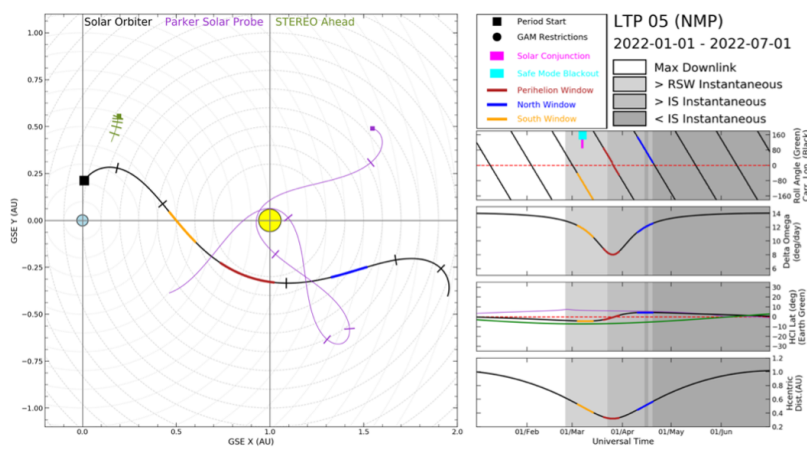 Solar Orbiter Parker Solar Probe STEREO Ahead
1.00
0.75
0.50
0.25
0.00
−0.25
−0.50
−0.75
−1.00
GSE Y (AU)
0.0 0.5 1.0 1.5 2.0
GSE X (AU)
Period Start
GAM Restrictions
Solar Conjunction
Safe Mode Blackout
Perihelion Window
North Window
South Window
LTP 05 (NMP)
2022-01-01 - 2022-07-01
Max Downlink
> RSW Instantaneous
> IS Instantaneous
< IS Instantaneous
160
80
0
−80
−160
Roll Angle (Green)
Carr. Lon. (Black)
14
12
10
8
6
Delta Omega
(deg/day)
30
20
10
0
−10
−20
−30
HCI Lat (deg)
(Earth Green)
1.2
1.0
0.8
0.6
0.4
0.2
Hcentric
Dist.(AU)
01/Feb 01/Mar 01/Apr 01/May 01/Jun
Universal Time